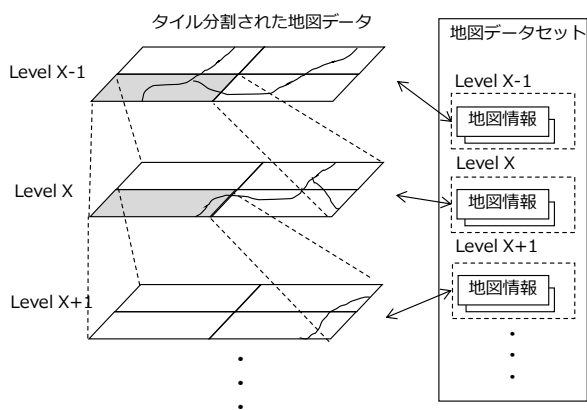 タイル分割された地図データ
地図データセット
Level X-1
Level X-1
地図情報
Level X
Level X
地図情報
Level X+1
Level X+1
地図情報